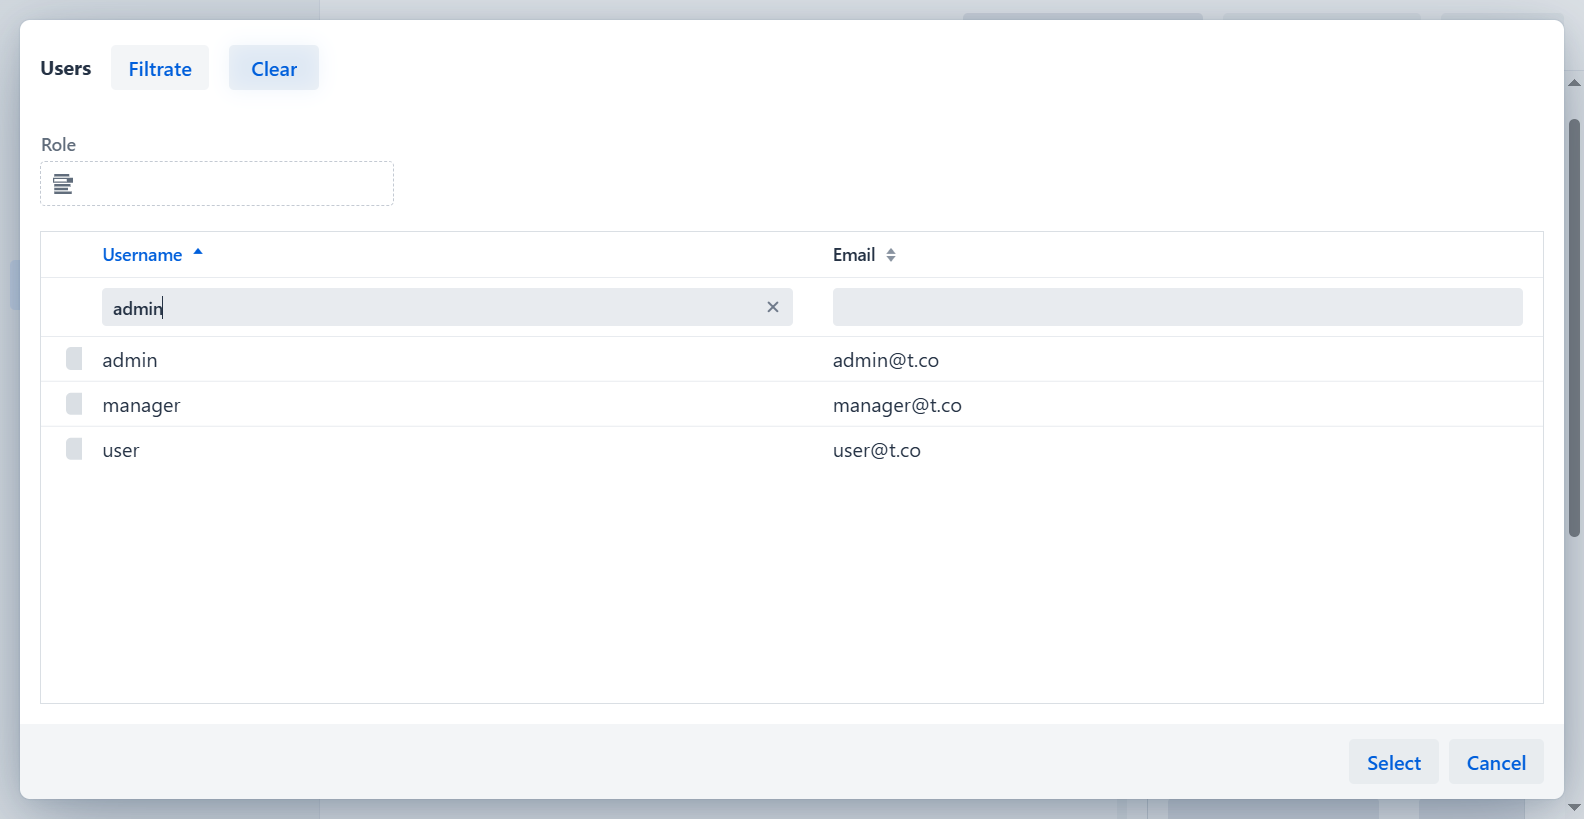 Users Filtrate Clear
Role
Username Email
admin
admin admin@t.co
manager manager@t.co
user user@t.co
Select Cancel